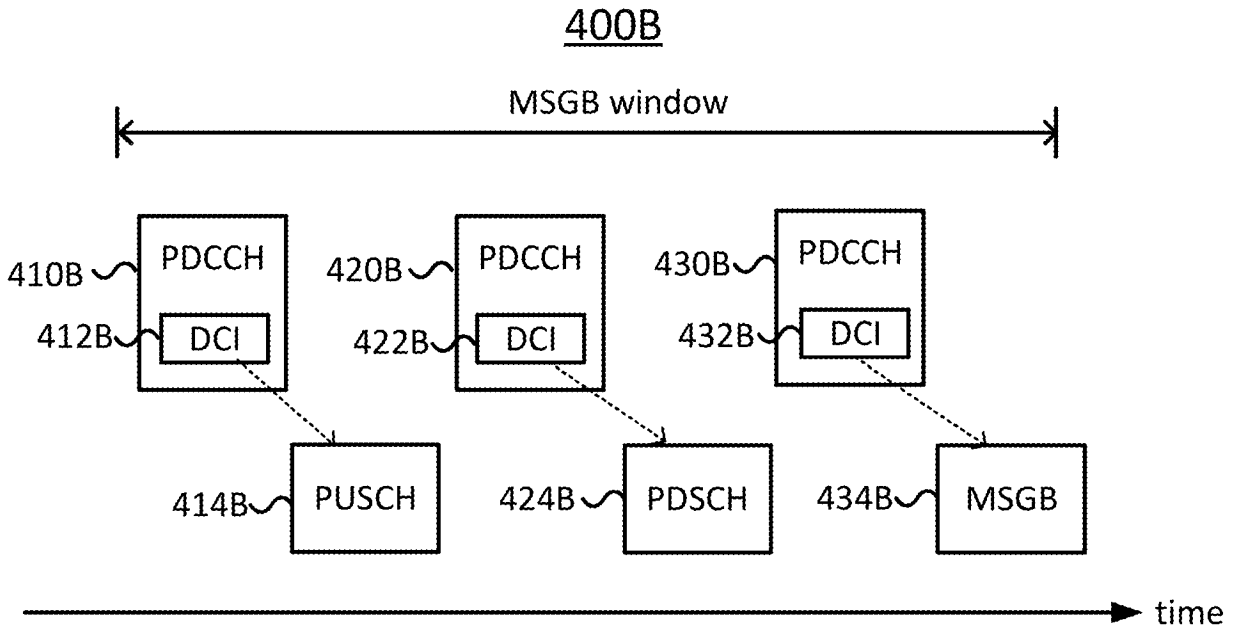 400B
MSGB window
PDCCH
PDCCH
PDCCH
410B
420B
430B
412B
DCI
422B
DCI
432B
DCI
414B
PUSCH
424B
PDSCH
434B
MSGB
time